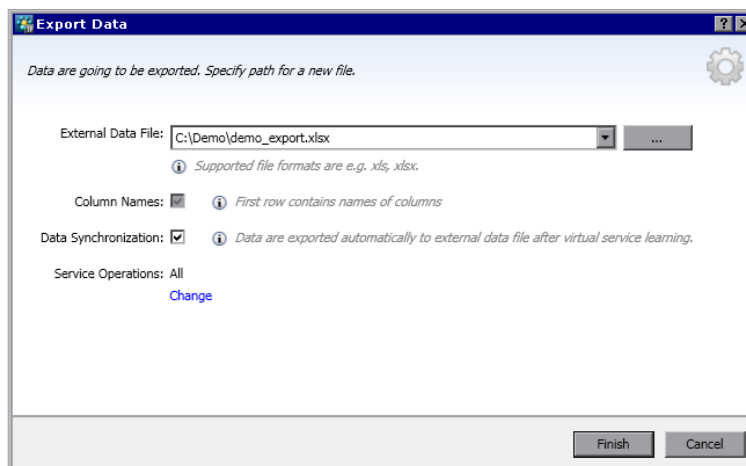 Export Data
Data are going to be exported. Specify path for a new file.
External Data File: C:\Demo\demo_export.xlsx ...
Supported file formats are e.g. xls, xlsx.
Column Names: First row contains names of columns
Data Synchronization: Data are exported automatically to external data file after virtual service learning.
Service Operations: All
Change
Finish Cancel